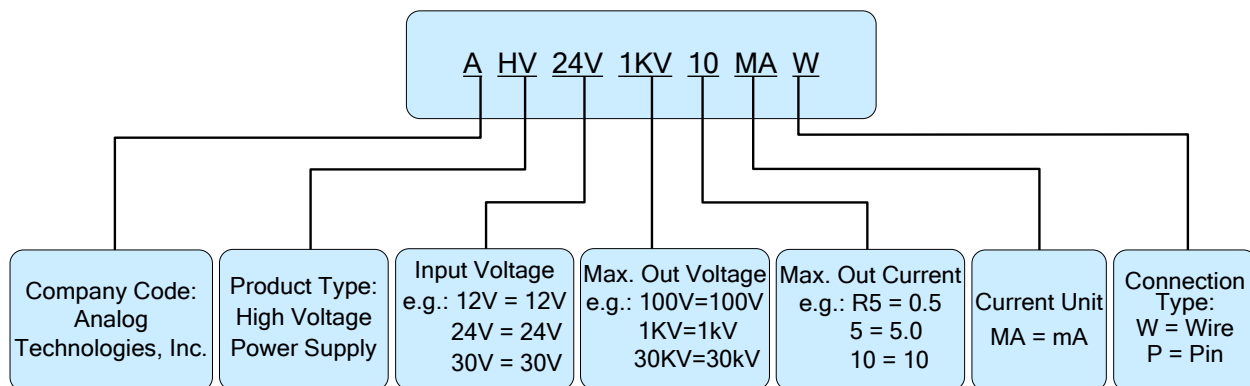 A HV 24V 1KV 10 MA W
Company Code:
Analog
Technologies, Inc.
Product Type:
High Voltage
Power Supply
Input Voltage
e.g.: 12V = 12V
24V = 24V
30V = 30V
Max. Out Voltage
e.g.: 100V=100V
1KV=1kV
30KV=30kV
Max. Out Current
e.g.: R5 = 0.5
5 = 5.0
10 = 10
Current Unit
MA = mA
Connection
Type:
W = Wire
P = Pin